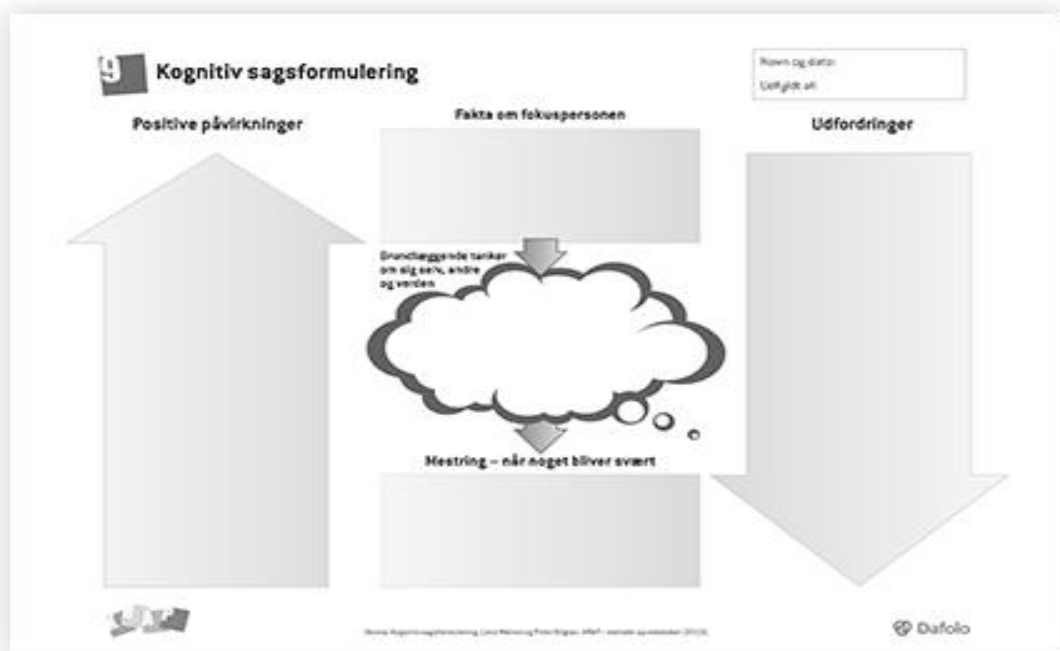 9
Kognitiv sagsformulering
Navn og dato:
Udfyldt af:
Positive påvirkninger
Fakta om fokuspersonen
Udfordringer
Grundlæggende tanker
om sig selv, andre
og verden
Mestring – når noget bliver svært
Dafolo